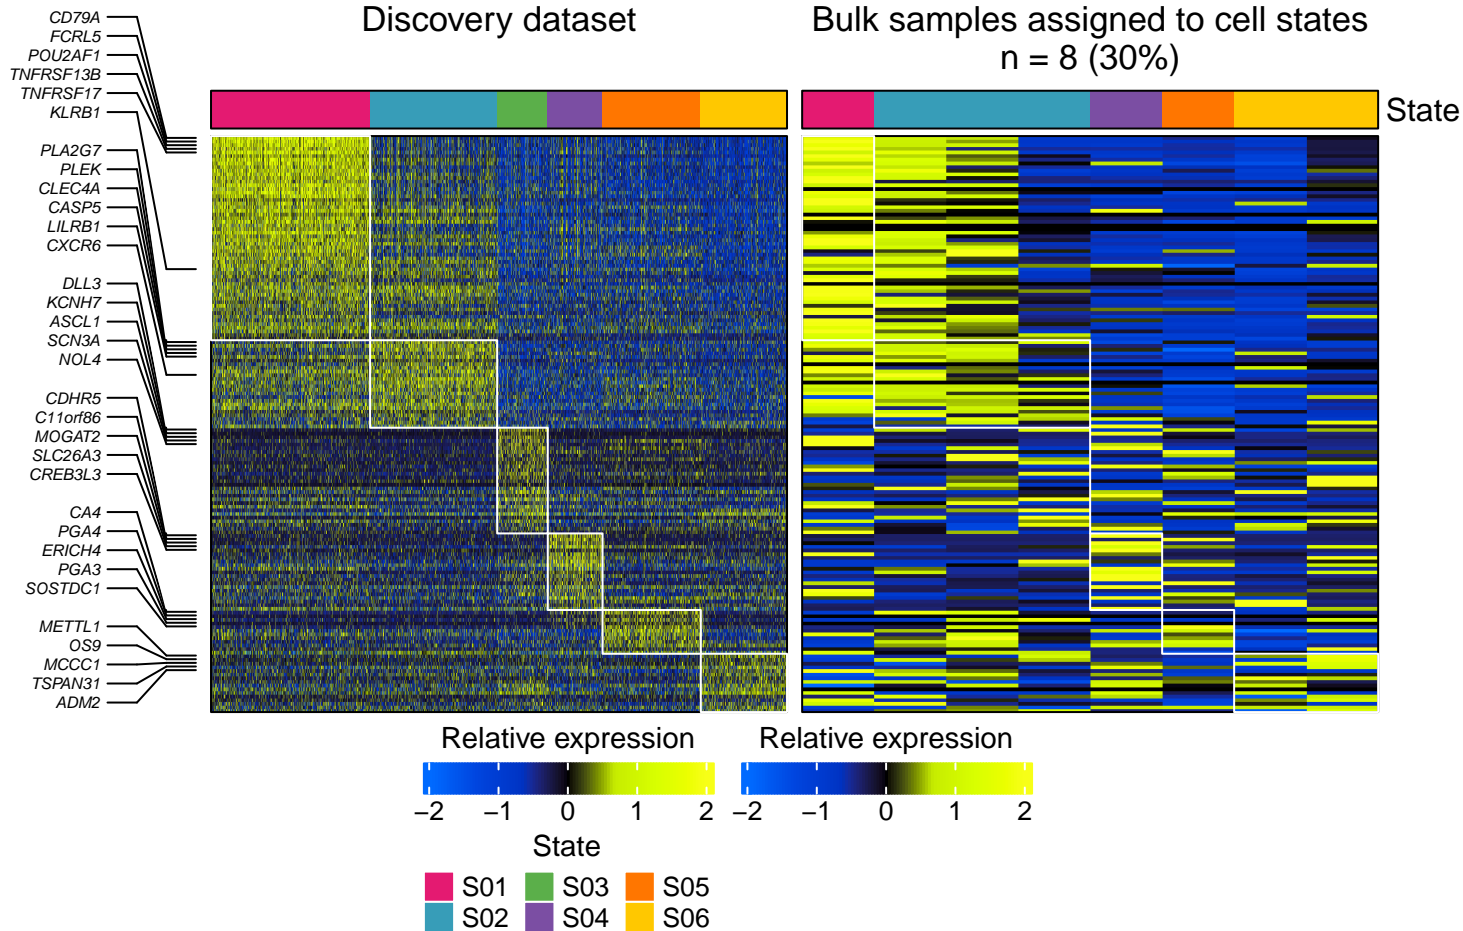 Discovery dataset
Bulk samples assigned to cell states
n = 8 (30%)
State
CD79A
FCRL5
POU2AF1
TNFRSF13B
TNFRSF17
KLRB1
PLA2G7
PLEK
CLEC4A
CASP5
LILRB1
CXCR6
DLL3
KCNH7
ASCL1
SCN3A
NOL4
CDHR5
C11orf86
MOGAT2
SLC26A3
CREB3L3
CA4
PGA4
ERICH4
PGA3
SOSTDC1
METTL1
OS9
MCCC1
TSPAN31
ADM2
Relative expression
−2 −1 0 1 2
Relative expression
−2 −1 0 1 2
State
S01 S03 S05
S02 S04 S06